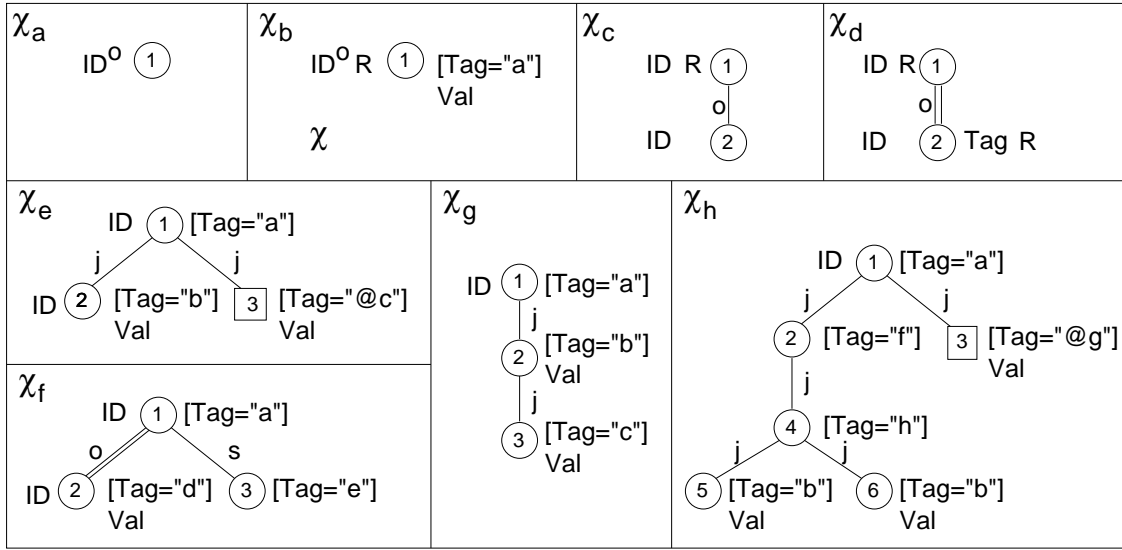 χa
IDo 1
χb
IDo R 1 [Tag="a"]
Val
χ
χc
ID R 1
o
ID 2
χd
ID R 1
o
ID 2 Tag R
χe
ID 1 [Tag="a"]
j j
ID 2 [Tag="b"] 3 [Tag="@c"]
Val Val
χf
ID 1 [Tag="a"]
o s
ID 2 [Tag="d"] 3 [Tag="e"]
Val
χg
ID 1 [Tag="a"]
j
2 [Tag="b"]
Val
j
3 [Tag="c"]
Val
χh
ID 1 [Tag="a"]
j j
2 [Tag="f"] 3 [Tag="@g"]
Val
j
4 [Tag="h"]
j j
5 [Tag="b"] 6 [Tag="b"]
Val Val